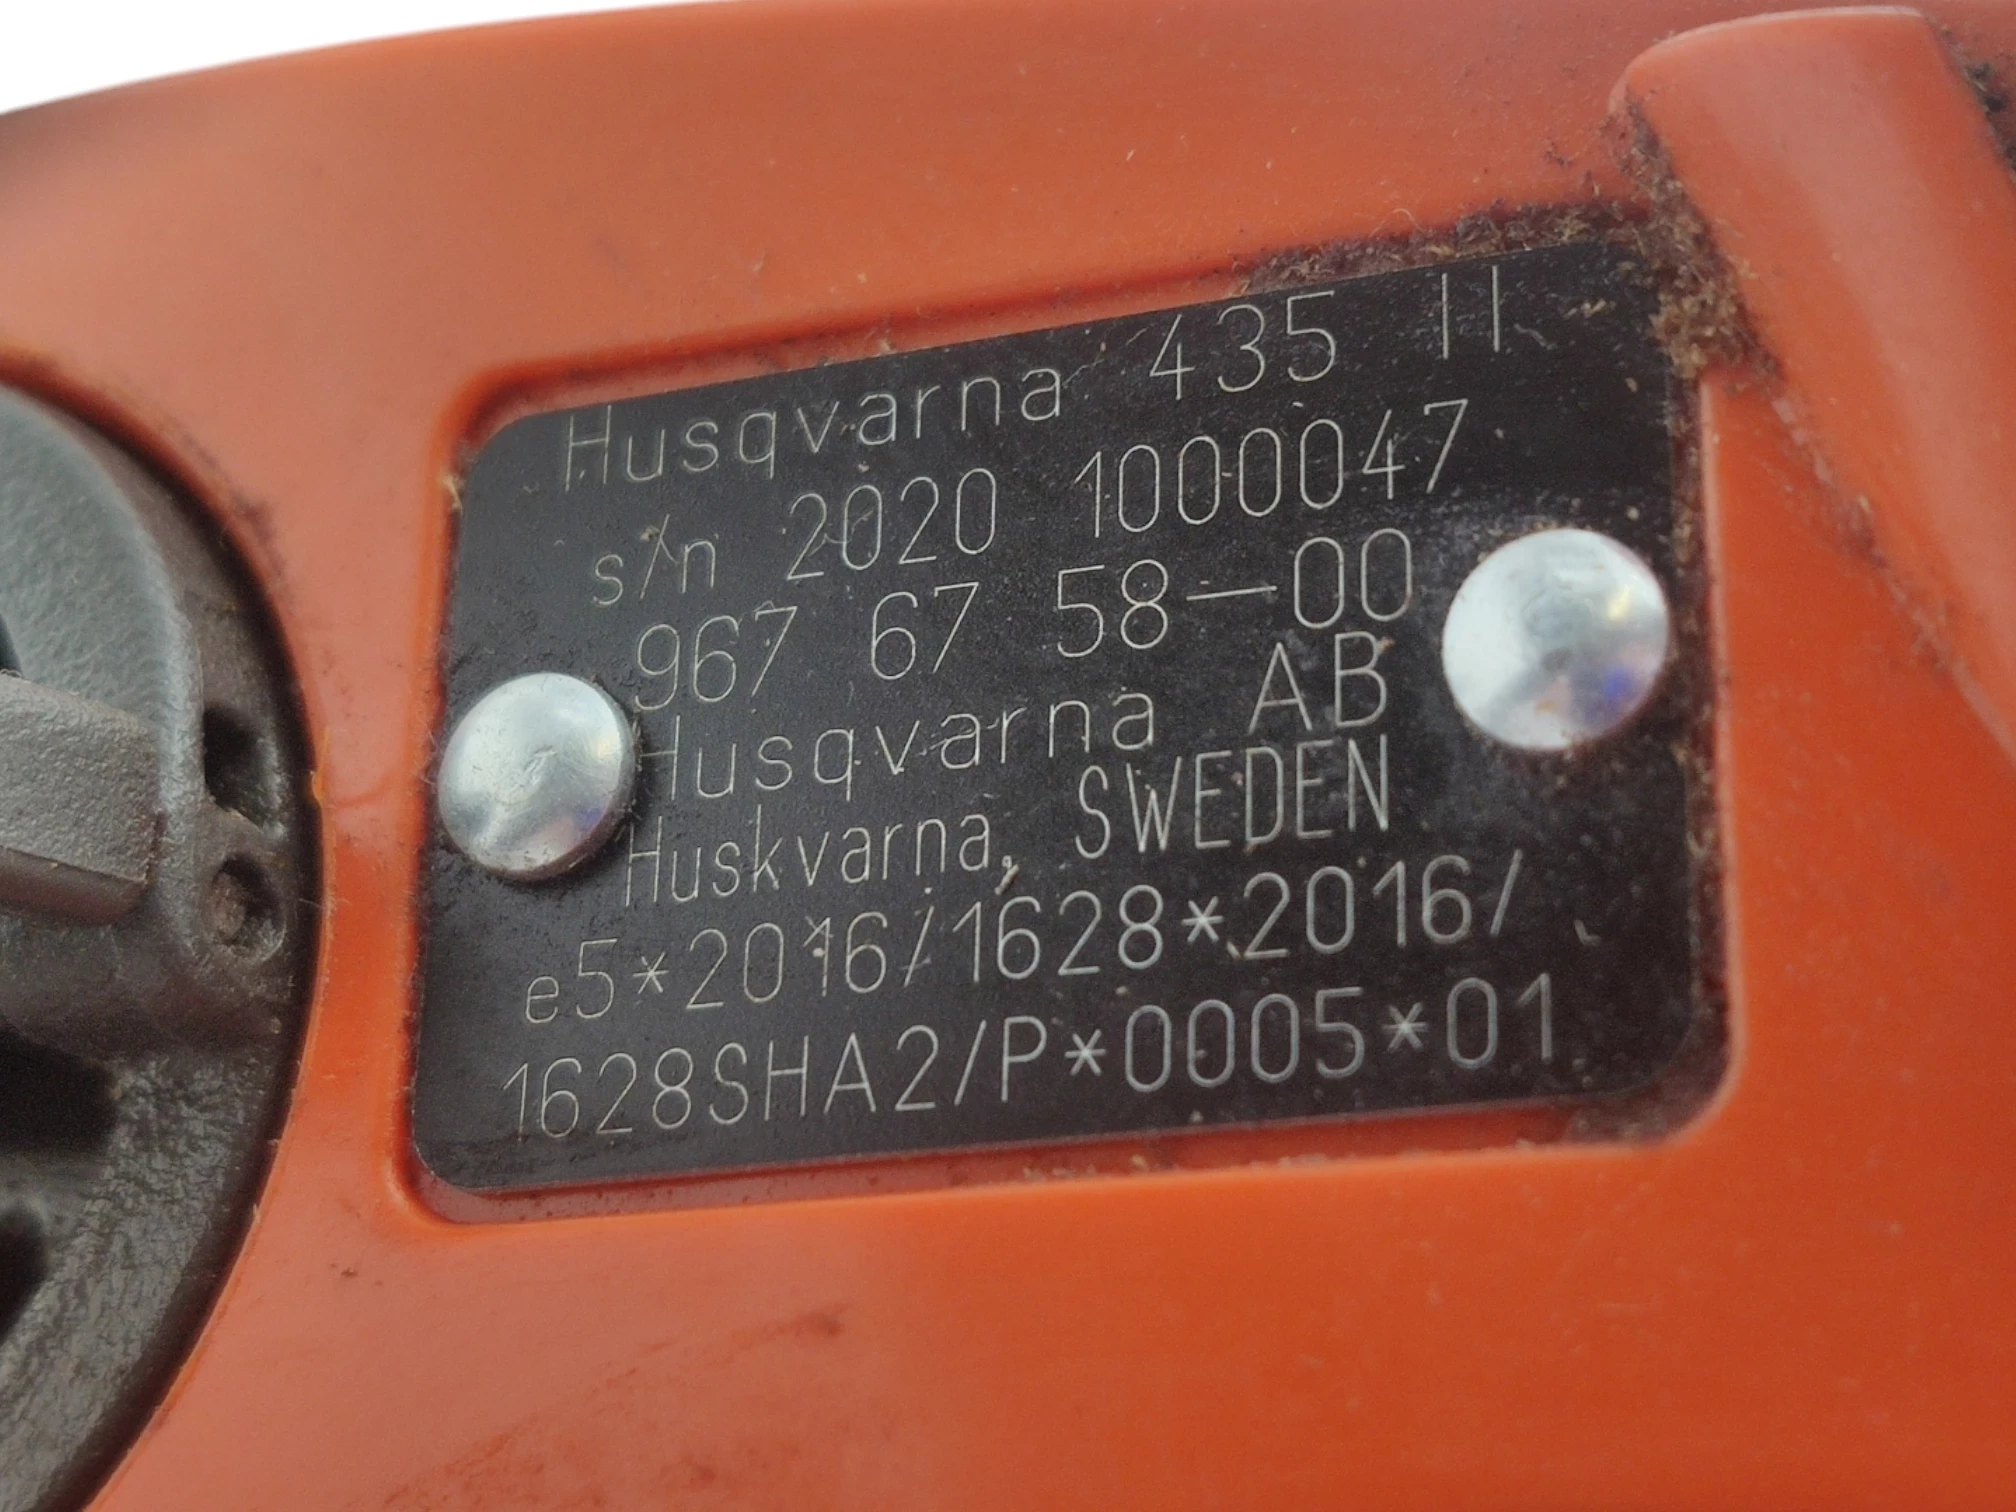 Husqvarna 435 II
s/n 2020 1000047
967 67 58-00
Husqvarna AB
Huskvarna, SWEDEN
e5*2016/1628*2016/
1628SHA2/P*0005*01